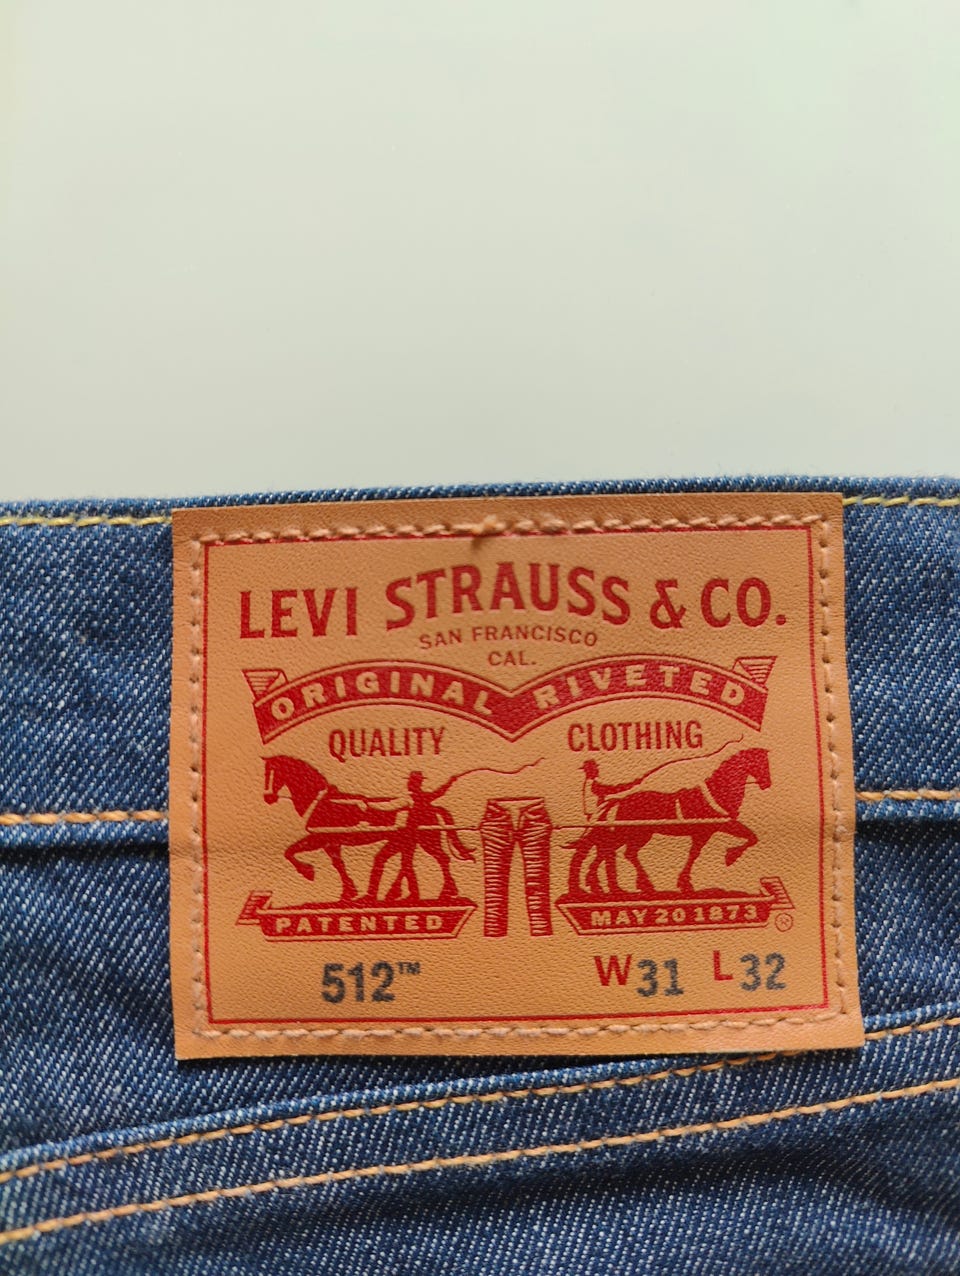 LEVI STRAUSS & CO.
SAN FRANCISCO
CAL.
ORIGINAL RIVETED
QUALITY CLOTHING
PATENTED MAY 20 1873 ®
512™ W31 L32